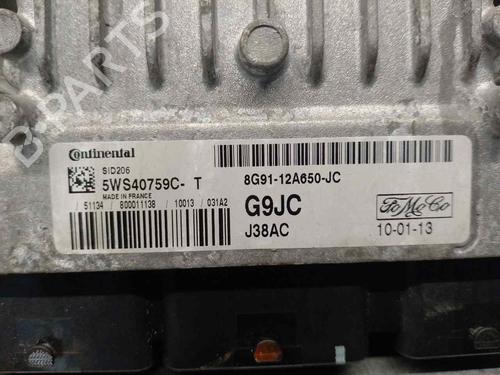 B-PARTS
Continental
SID206
5WS40759C- T
MADE IN FRANCE
/ 51134 / 800011138 / 10013 / 031A2
8G91-12A650-JC
G9JC
J38AC
FoMoCo
10-01-13